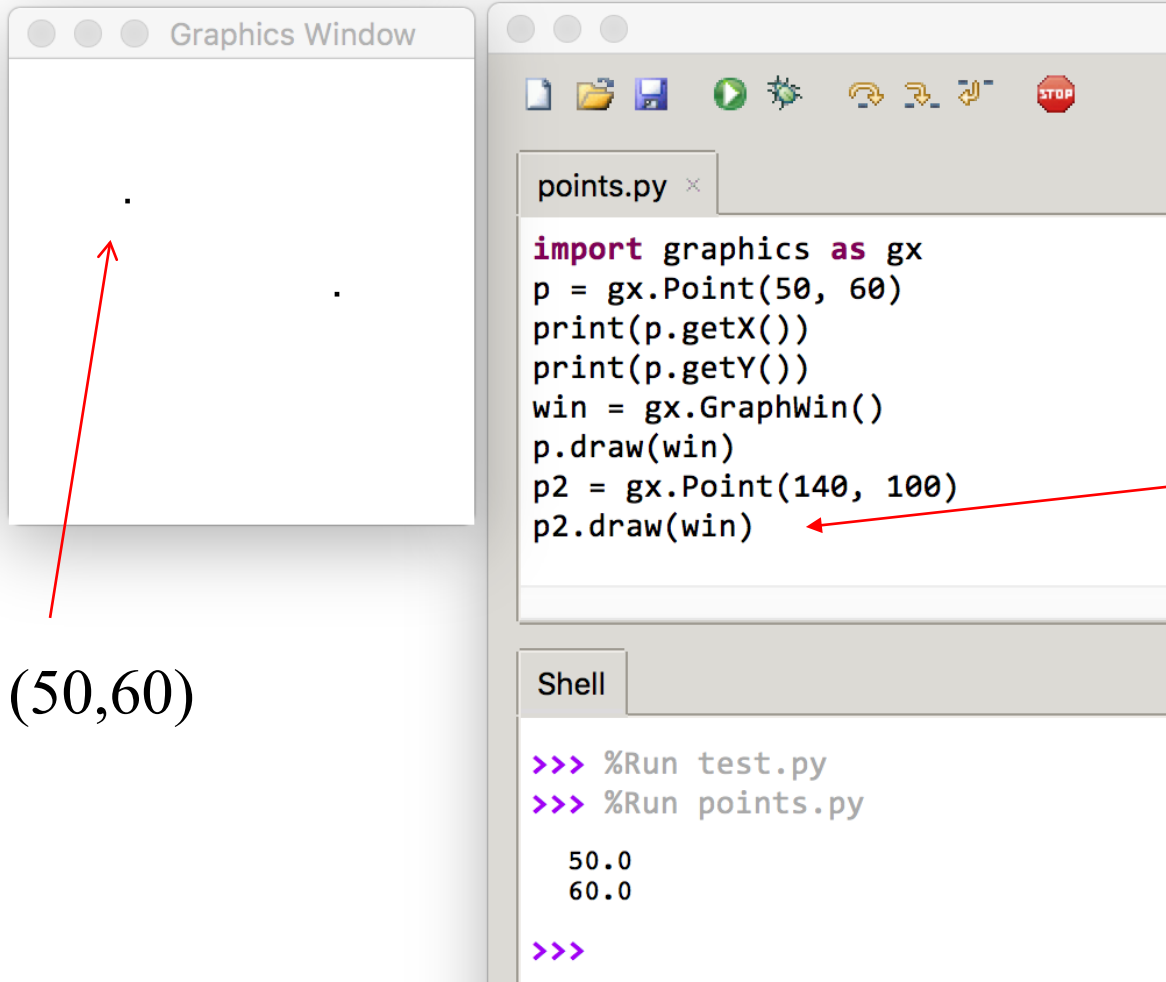 Graphics Window
(50,60)
STOP
points.py
import graphics as gx
p = gx.Point(50, 60)
print(p.getX())
print(p.getY())
win = gx.GraphWin()
p.draw(win)
p2 = gx.Point(140, 100)
p2.draw(win)
Shell
>>> %Run test.py
>>> %Run points.py
50.0
60.0
>>>